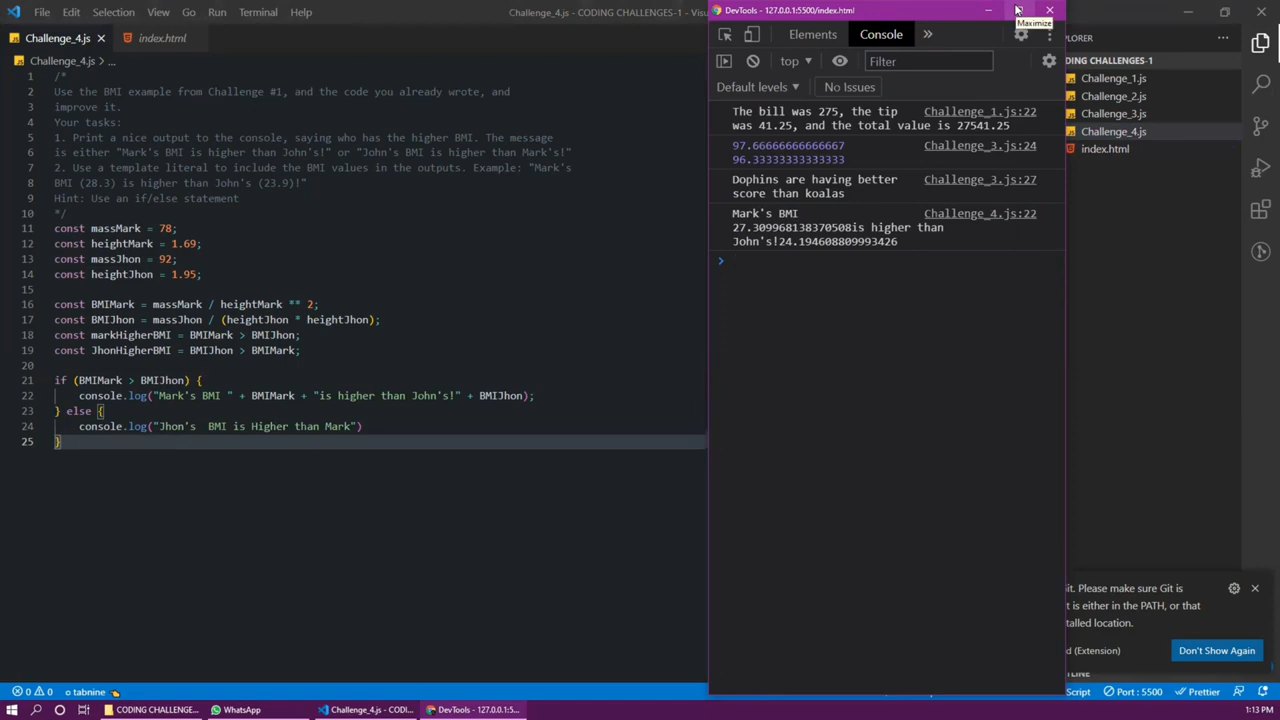 File Edit Selection View Go Run Terminal Help
Challenge_4.js - CODING CHALLENGES-1 - Visual
Challenge_4.js
index.html
Challenge_4.js > ...
1 /*
2 Use the BMI example from Challenge #1, and the code you already wrote, and
3 improve it.
4 Your tasks:
5 1. Print a nice output to the console, saying who has the higher BMI. The message
6 is either "Mark's BMI is higher than John's!" or "John's BMI is higher than Mark's!"
7 2. Use a template literal to include the BMI values in the outputs. Example: "Mark's
8 BMI (28.3) is higher than John's (23.9)!"
9 Hint: Use an if/else statement
10 */
11 const massMark = 78;
12 const heightMark = 1.69;
13 const massJhon = 92;
14 const heightJhon = 1.95;
15
16 const BMIMark = massMark / heightMark ** 2;
17 const BMIJhon = massJhon / (heightJhon * heightJhon);
18 const markHigherBMI = BMIMark > BMIJhon;
19 const JhonHigherBMI = BMIJhon > BMIMark;
20
21 if (BMIMark > BMIJhon) {
22 console.log("Mark's BMI " + BMIMark + "is higher than John's!" + BMIJhon);
23 } else {
24 console.log("Jhon's  BMI is Higher than Mark")
25 }
DevTools - 127.0.0.1:5500/index.html
Maximize
Elements Console »
top Filter
Default levels No Issues
The bill was 275, the tip Challenge_1.js:22
was 41.25, and the total value is 27541.25
97.66666666666667 Challenge_3.js:24
96.33333333333333
Dophins are having better Challenge_3.js:27
score than koalas
Mark's BMI Challenge_4.js:22
27.309968138370508is higher than
John's!24.194608809993426
PLORER
CODING CHALLENGES-1
Challenge_1.js
Challenge_2.js
Challenge_3.js
Challenge_4.js
index.html
it. Please make sure Git is
t is either in the PATH, or that
talled location.
d (Extension)
Don't Show Again
TLINE
0 0 tabnine
Script Port : 5500 Prettier
CODING CHALLENGE... WhatsApp Challenge_4.js - CODI... DevTools - 127.0.0.1:5... 1:13 PM